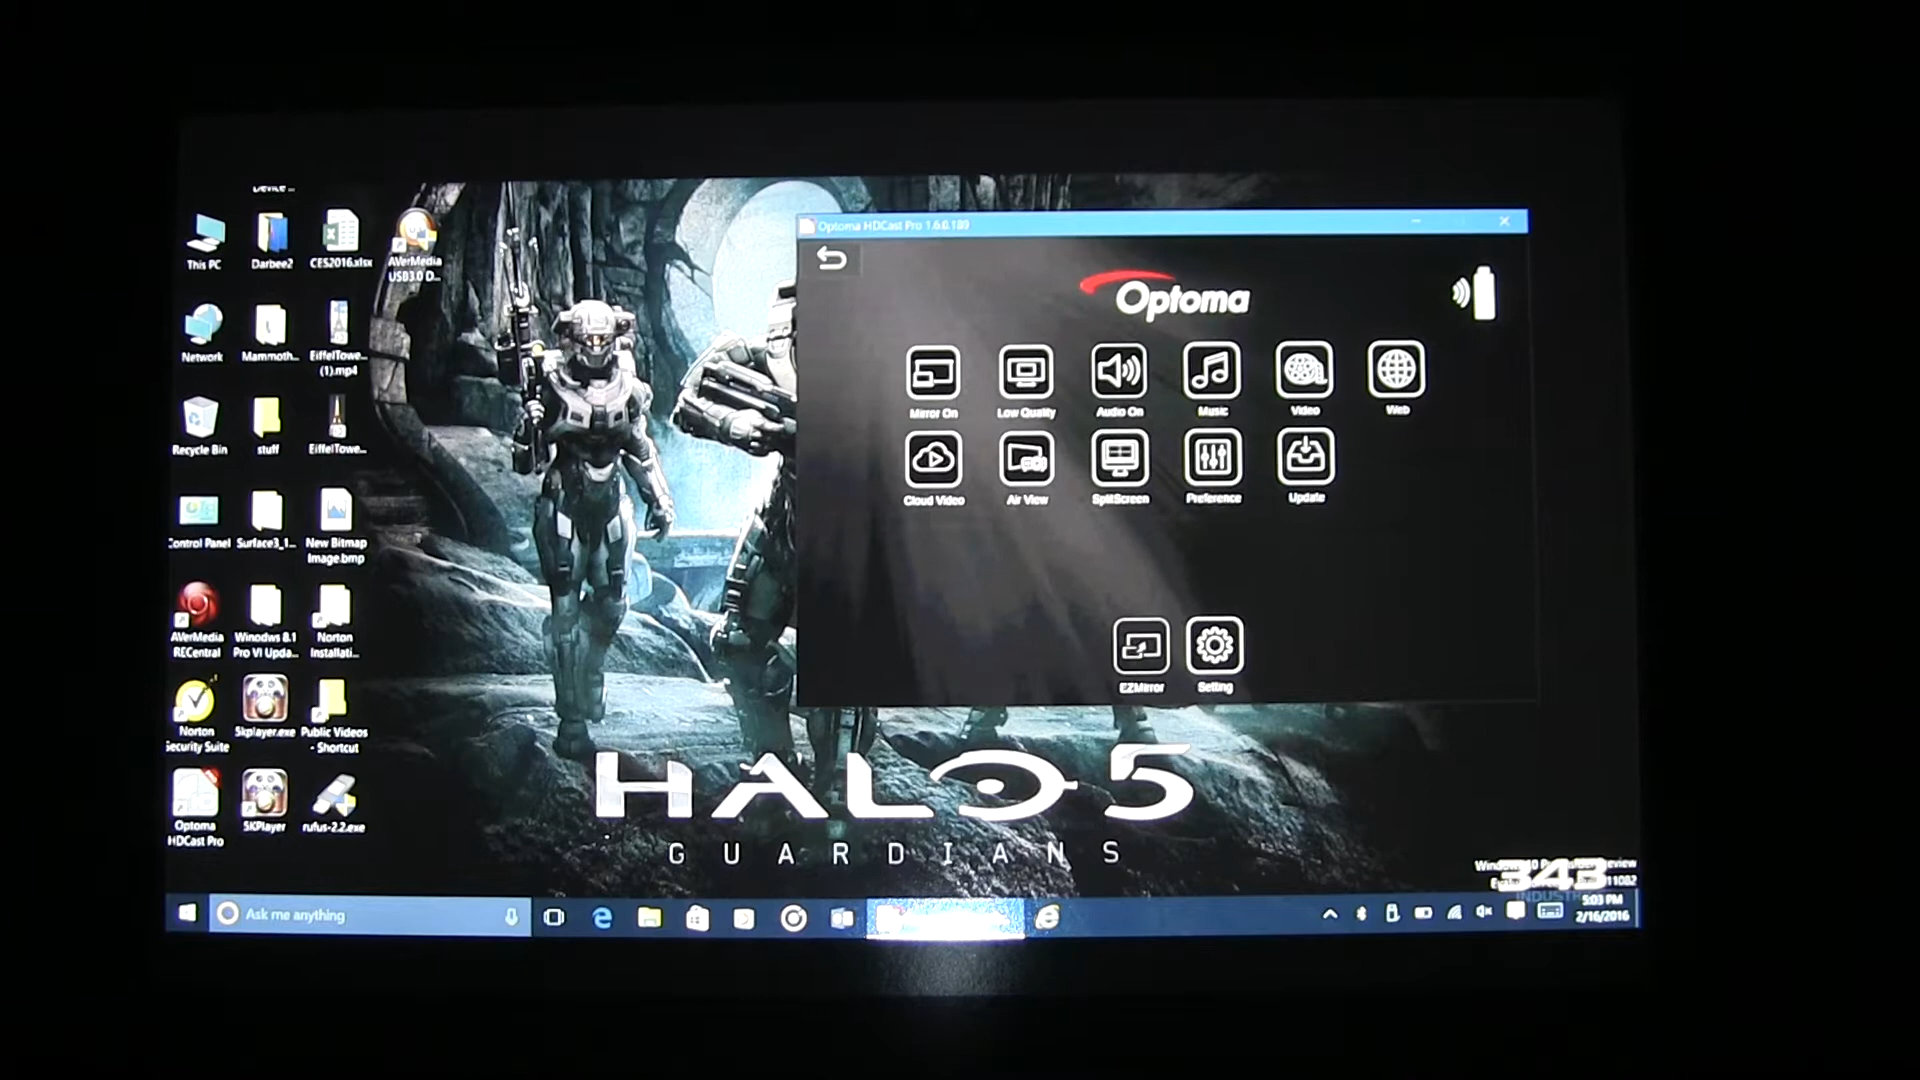 Device ...
This PC
Darbee2
CES2016.xlsx
AVerMedia
USB3.0 D...
Network
Mammoth...
EiffelTowe...
(1).mp4
Recycle Bin
stuff
EiffelTowe...
Control Panel
Surface3_1...
New Bitmap
Image.bmp
AVerMedia
RECentral
Winodws 8.1
Pro VI Upda...
Norton
Installati...
Norton
Security Suite
5kplayer.exe
Public Videos
- Shortcut
Optoma
HDCast Pro
5KPlayer
rufus-2.2.exe
Optoma HDCast Pro 1.6.0.189
Optoma
Mirror On
Low Quality
Audio On
Music
Video
Web
Cloud Video
Air View
SplitScreen
Preference
Update
EZMirror
Setting
HALO 5
GUARDIANS
343
INDUSTR
Ask me anything
5:03 PM
2/16/2016